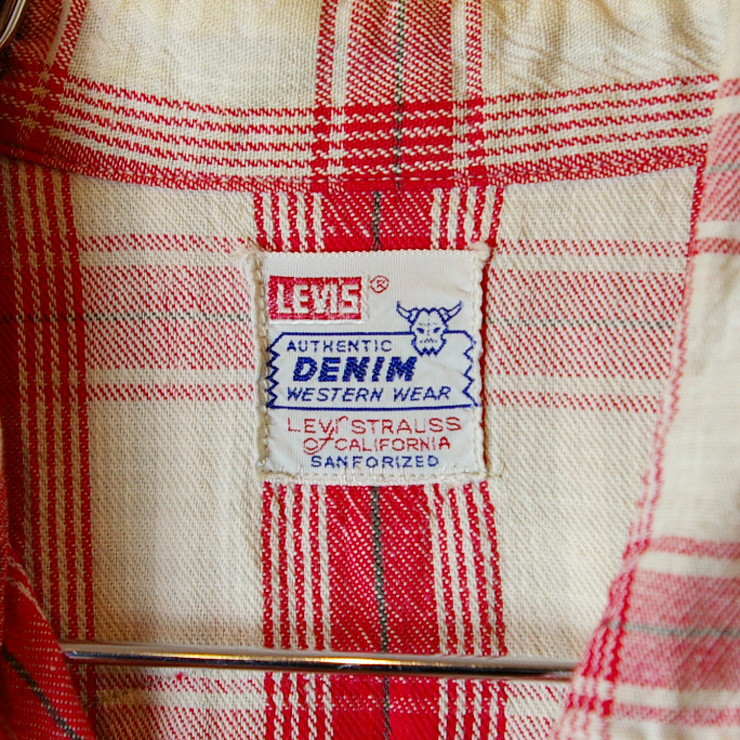 LEVI'S ®
AUTHENTIC
DENIM
WESTERN WEAR
LEVI STRAUSS
OF CALIFORNIA
SANFORIZED